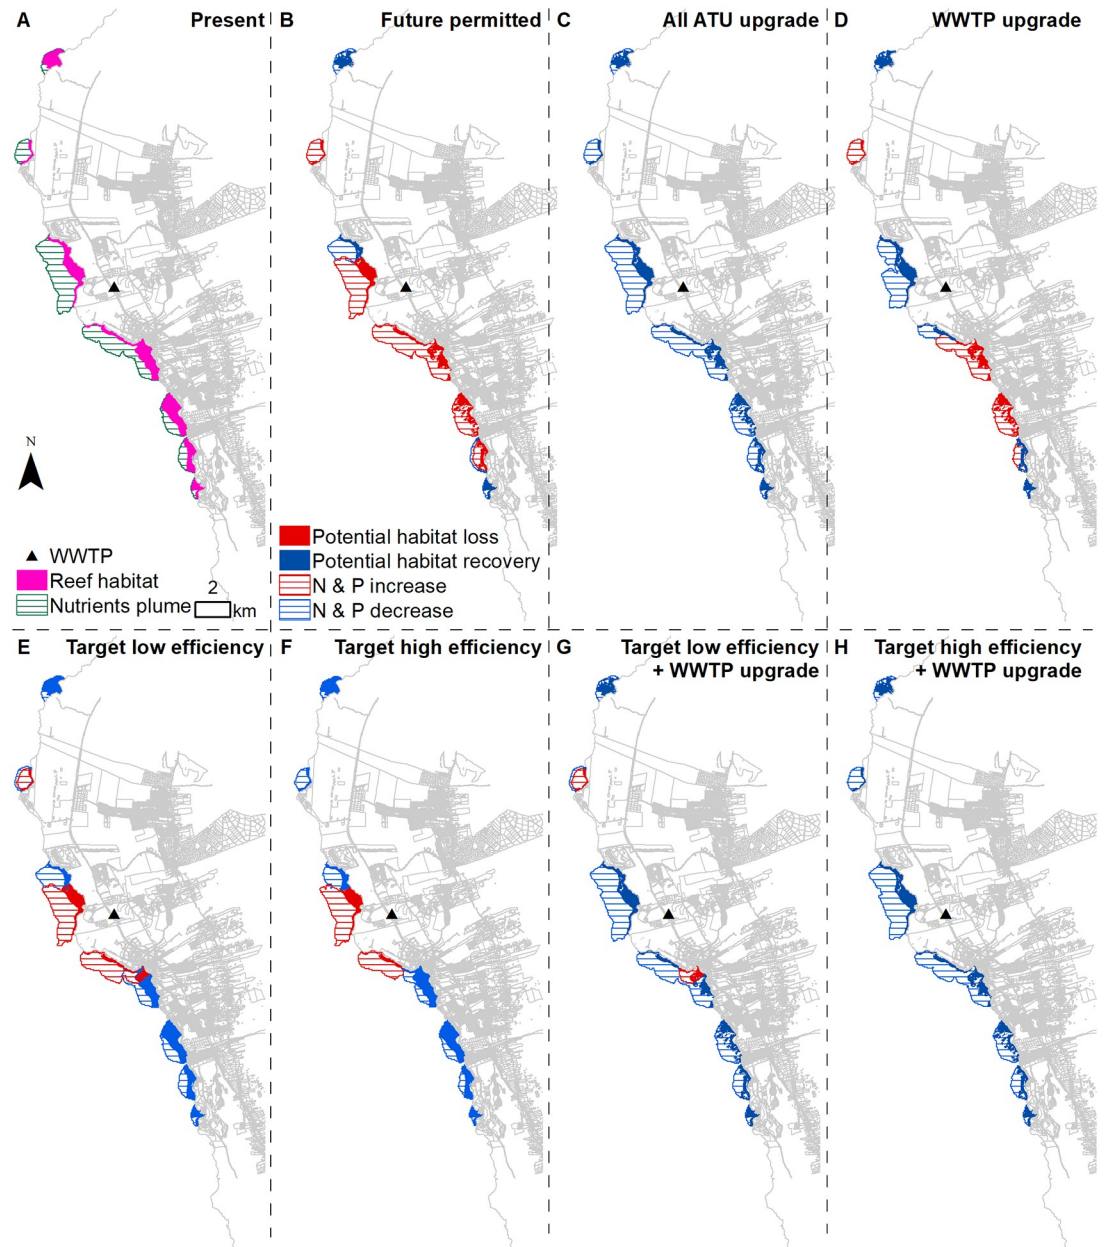 A Present
B Future permitted
C All ATU upgrade
D WWTP upgrade
N
WWTP
Reef habitat
Nutrients plume
2
km
Potential habitat loss
Potential habitat recovery
N & P increase
N & P decrease
E Target low efficiency
F Target high efficiency
G Target low efficiency
+ WWTP upgrade
H Target high efficiency
+ WWTP upgrade